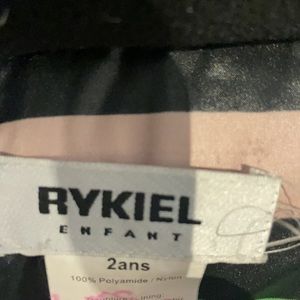 RYKIEL
ENFANT
2ans
100% Polyamide / Nylon